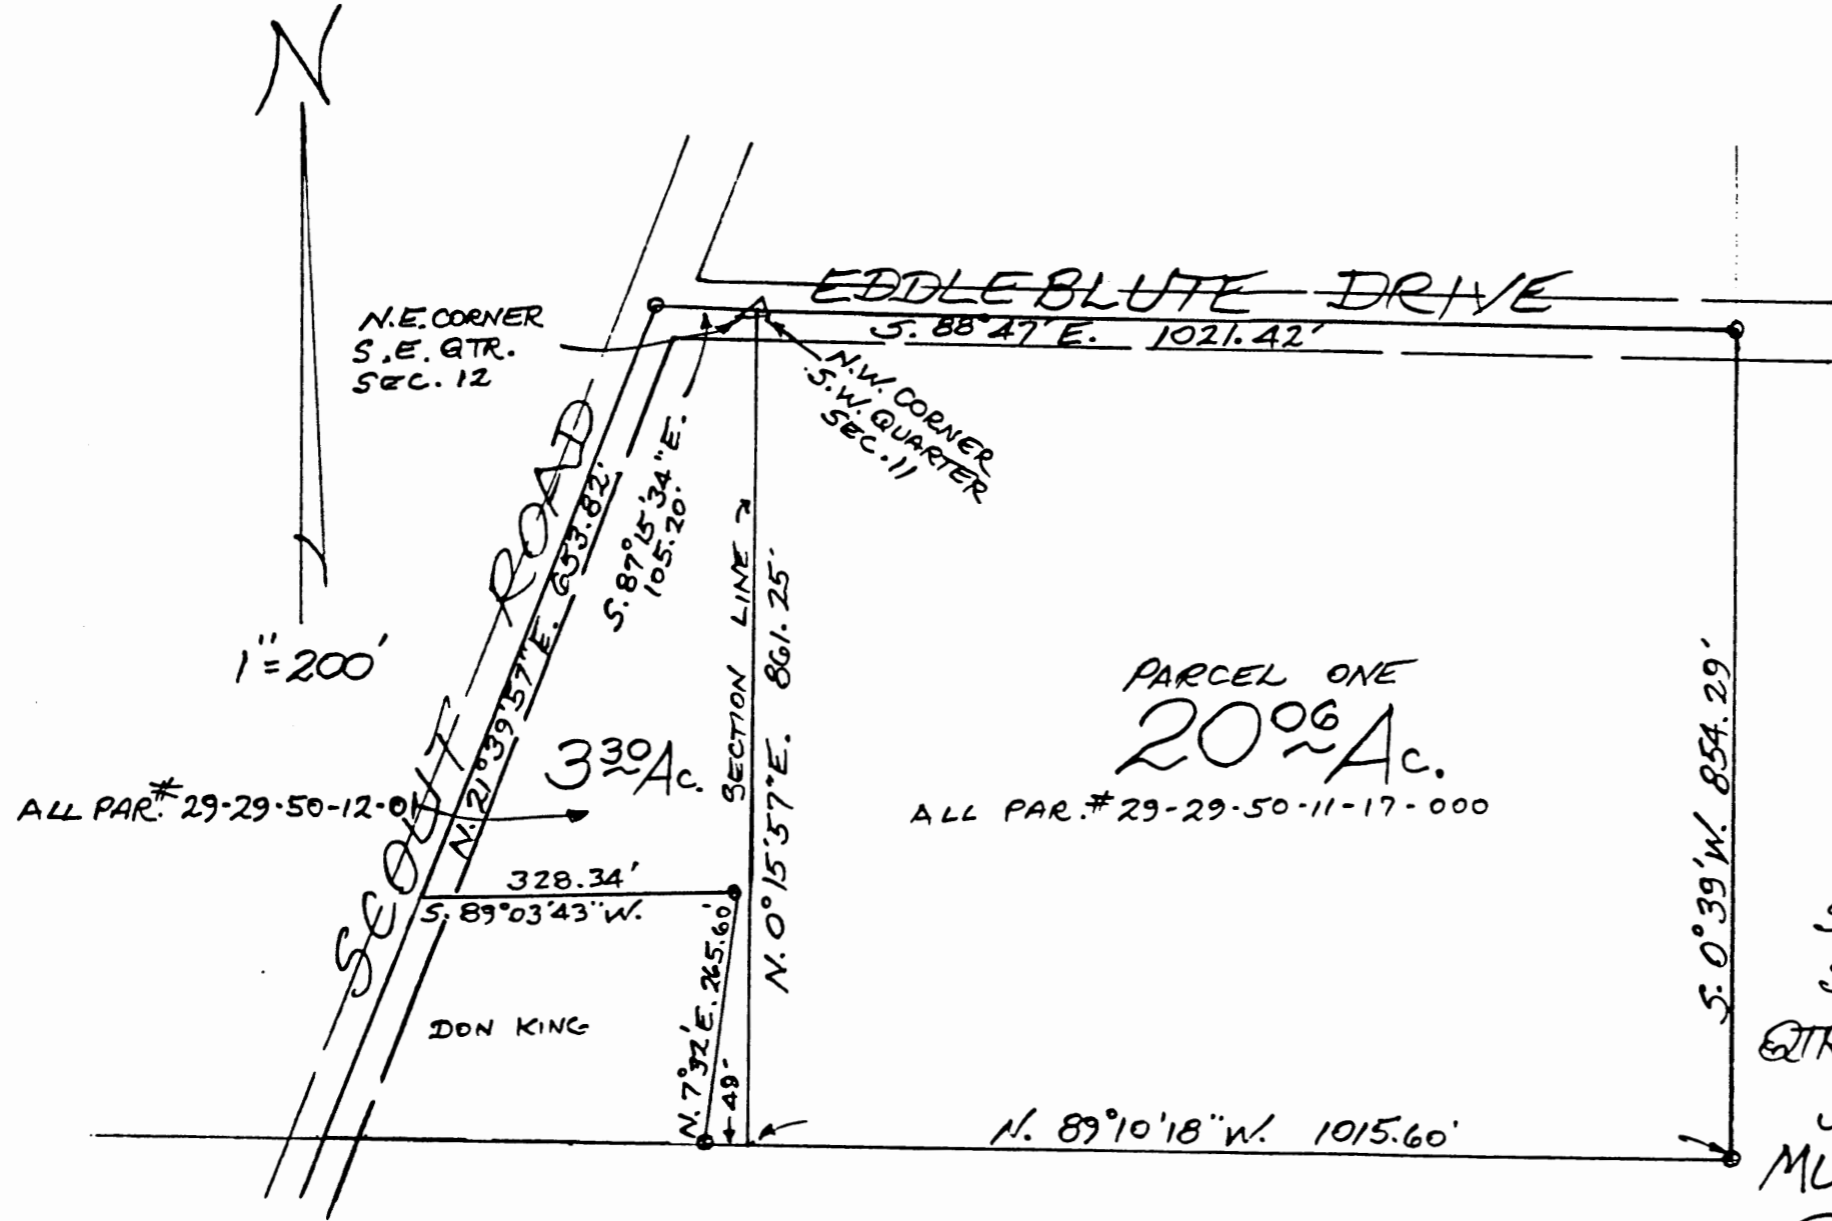 N
EDDLEBLUTE DRIVE
N.E. CORNER
S.E. QTR.
SEC. 12
S. 88°47'E. 1021.42'
N.W. CORNER
S.W. QUARTER
SEC. 11
SCOUT ROAD
N. 21°39'57"E. 653.82'
S. 87°15'34"E.
105.20'
SECTION LINE
N. 0°15'57"E. 861.25'
1"=200'
3 30 Ac.
PARCEL ONE
20 06 Ac.
ALL PAR.# 29-29-50-12-0
ALL PAR.# 29-29-50-11-17-000
S. 0°39'W. 854.29'
328.34'
S. 89°03'43"W.
DON KING
N. 7°32'E. 265.60'
49'
N. 89°10'18"W. 1015.60'
QTR